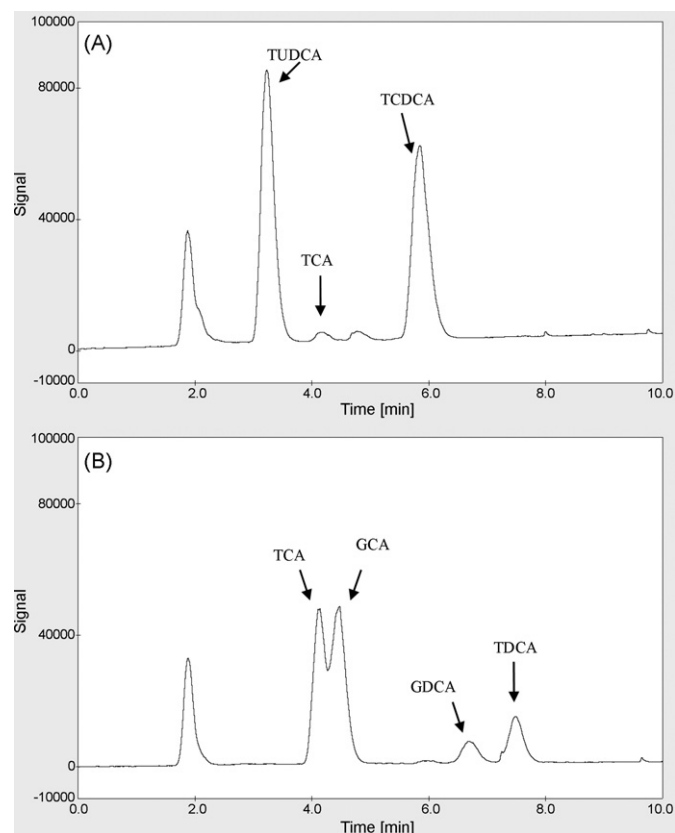 100000
(A)
TUDCA
80000
TCDCA
Signal
40000
TCA
0
-10000
0.0 2.0 4.0 6.0 8.0 10.0
Time [min]
100000
(B)
80000
TCA GCA
Signal
40000
TDCA
GDCA
0
-10000
0.0 2.0 4.0 6.0 8.0 10.0
Time [min]